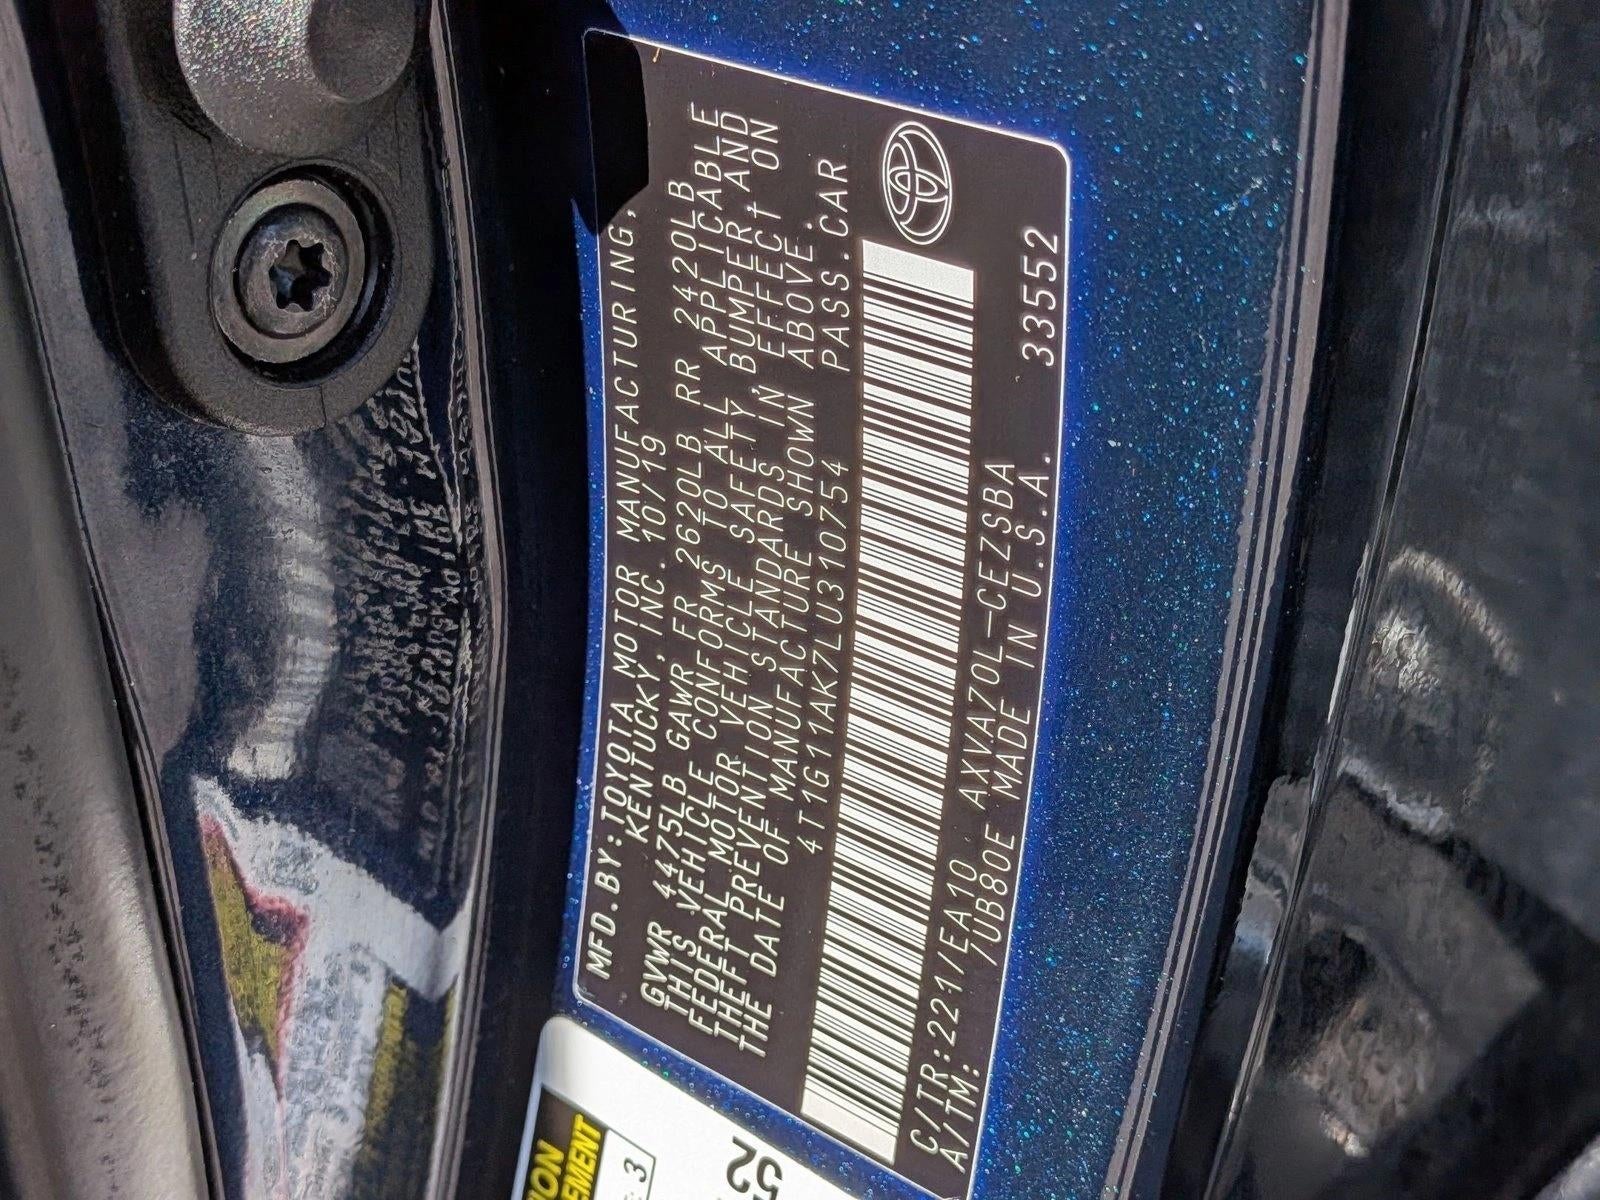 MFD.BY:TOYOTA MOTOR MANUFACTURING,
KENTUCKY,INC. 10/19
GVWR 4475LB GAWR FR 2620LB RR 2420LB
THIS VEHICLE CONFORMS TO ALL APPLICABLE
FEDERAL MOTOR VEHICLE SAFETY, BUMPER, AND
THEFT PREVENTION STANDARDS IN EFFECT ON
THE DATE OF MANUFACTURE SHOWN ABOVE.
4T1G11AK7LU310754 PASS.CAR
C/TR:221/EA10 AXVA70L-CEZSBA
A/TM: /UB80E MADE IN U.S.A. 33552
52
3